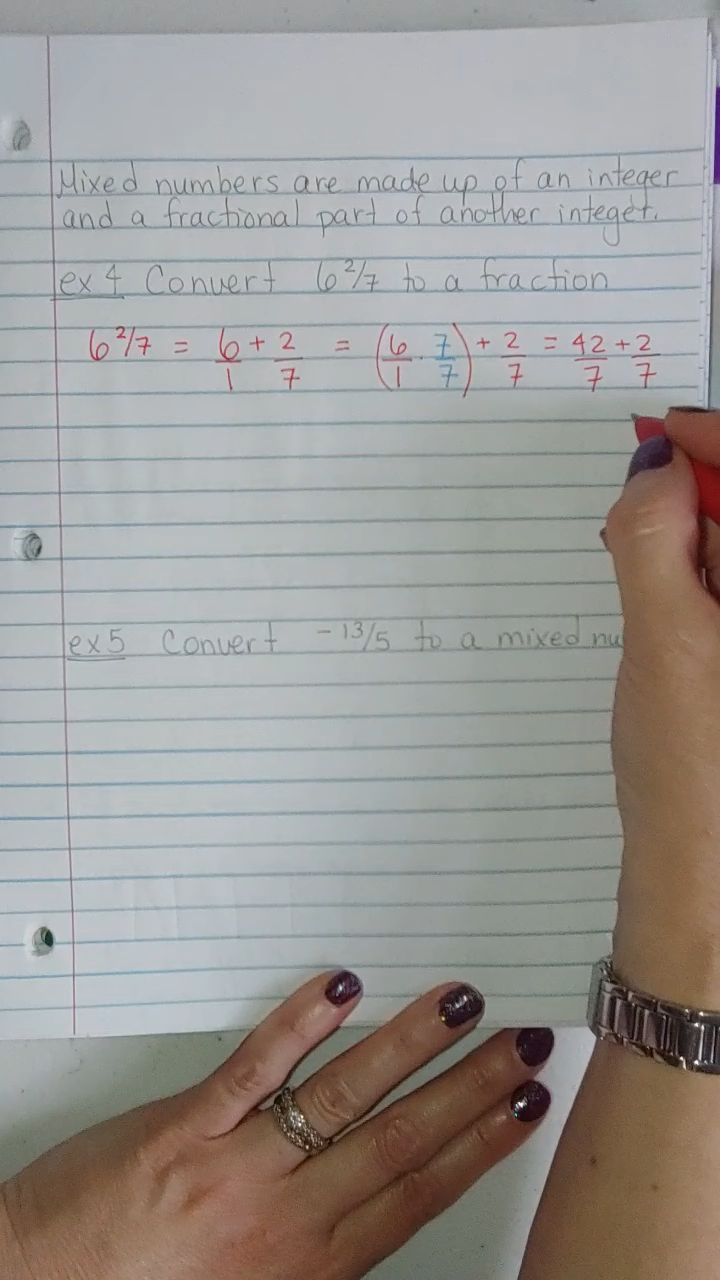 Mixed numbers are made up of an integer
and a fractional part of another integer.
ex 4 Convert 6 2/7 to a fraction
6 2/7 = 6/1 + 2/7 = (6/1 · 7/7) + 2/7 = 42/7 + 2/7
ex 5 Convert -13/5 to a mixed nu